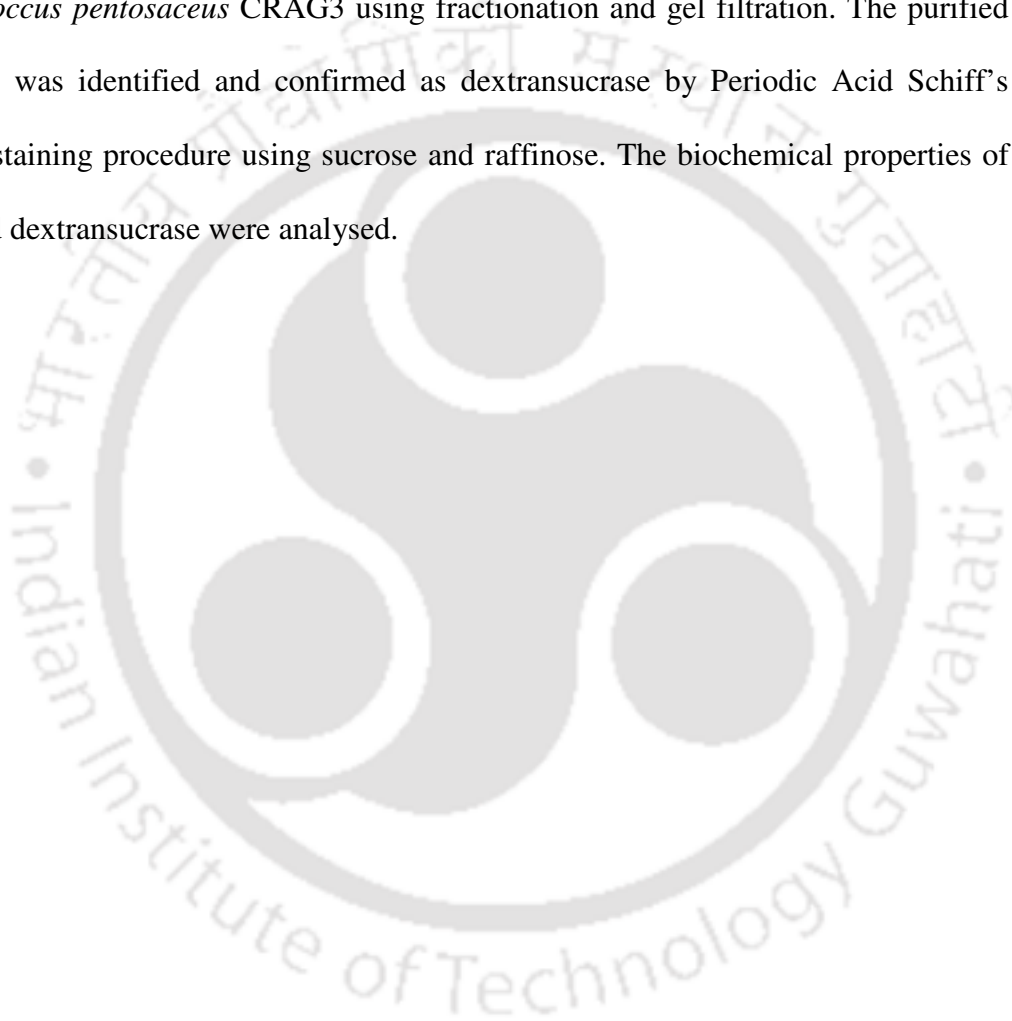 occus pentosaceus CRAG3 using fractionation and gel filtration. The purified
was identified and confirmed as dextransucrase by Periodic Acid Schiff's
staining procedure using sucrose and raffinose. The biochemical properties of
dextransucrase were analysed.
भारतीय प्रौद्योगिकी संस्थान गुवाहाटी
• Indian Institute of Technology Guwahati •